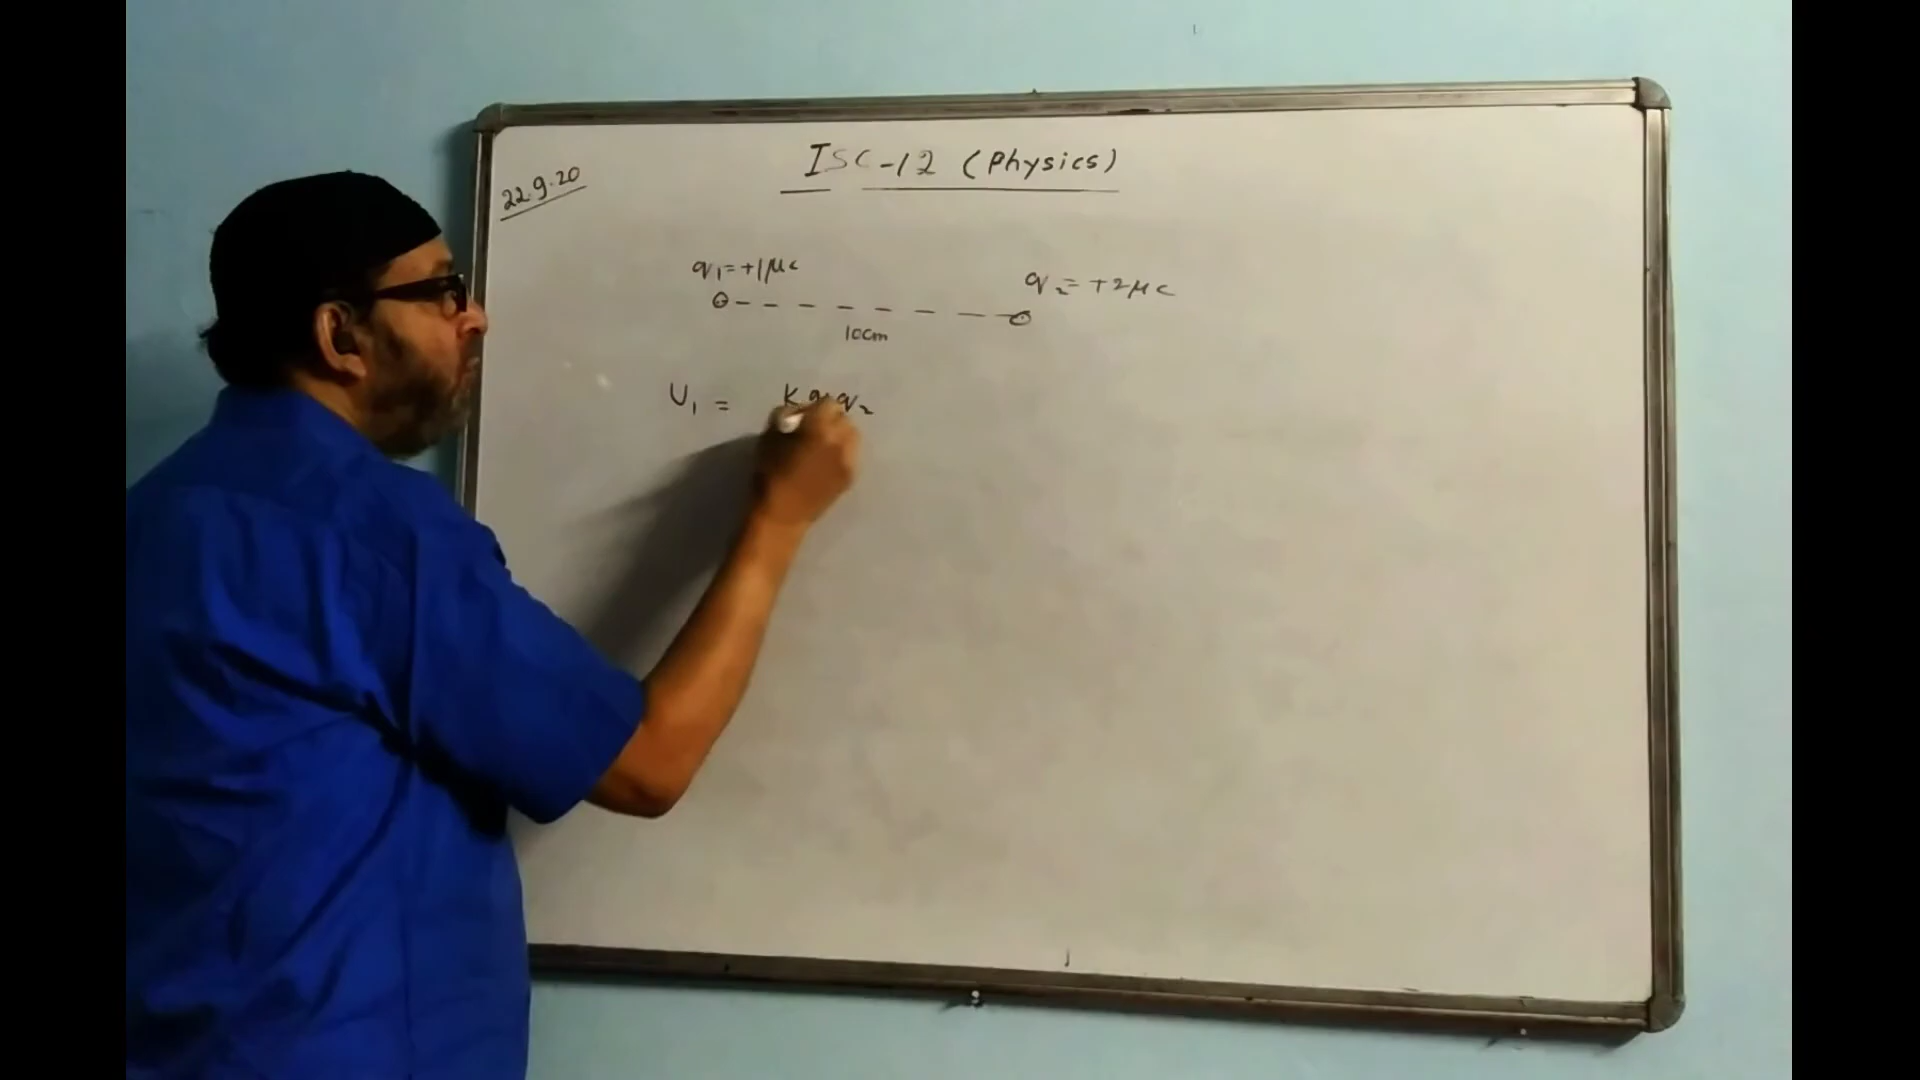 ISC-12 (Physics)
22.9.20
q1=+1μc
q2=+2μc
10cm
U1 = Kq1q2